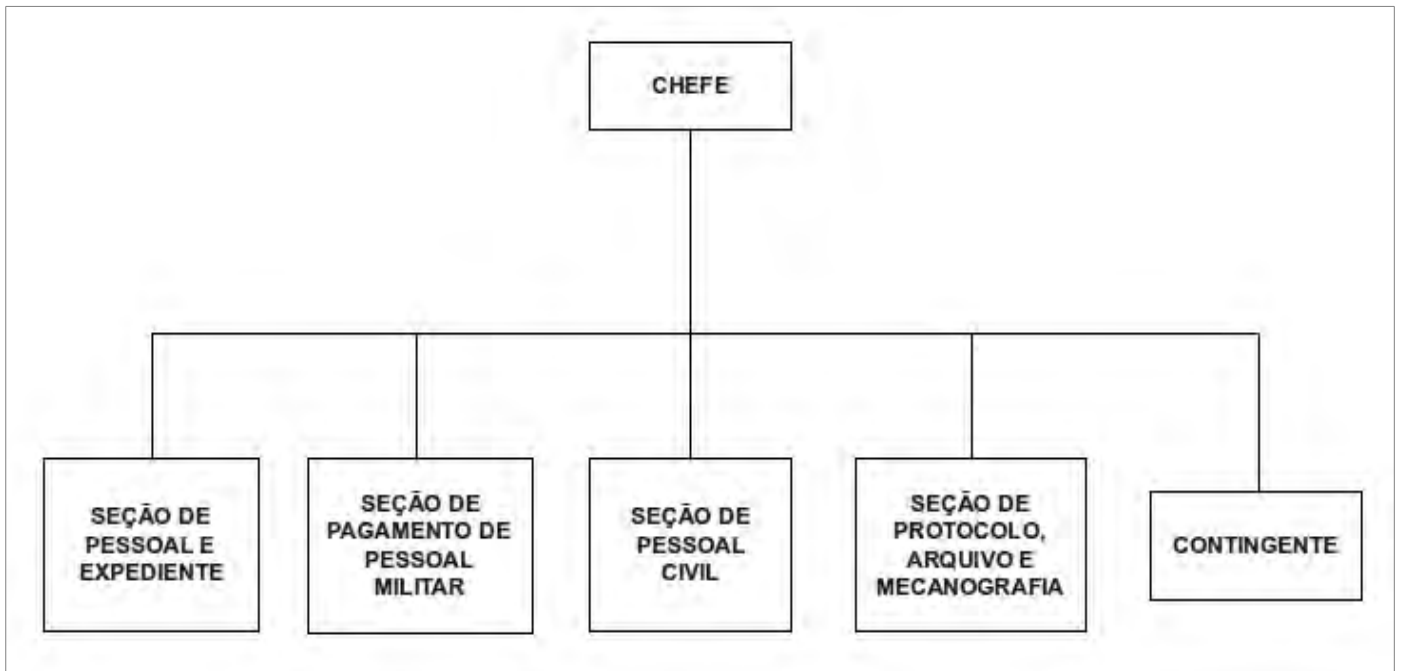 CHEFE
SEÇÃO DE
PESSOAL E
EXPEDIENTE
SEÇÃO DE
PAGAMENTO DE
PESSOAL
MILITAR
SEÇÃO DE
PESSOAL
CIVIL
SEÇÃO DE
PROTOCOLO,
ARQUIVO E
MECANOGRAFIA
CONTINGENTE